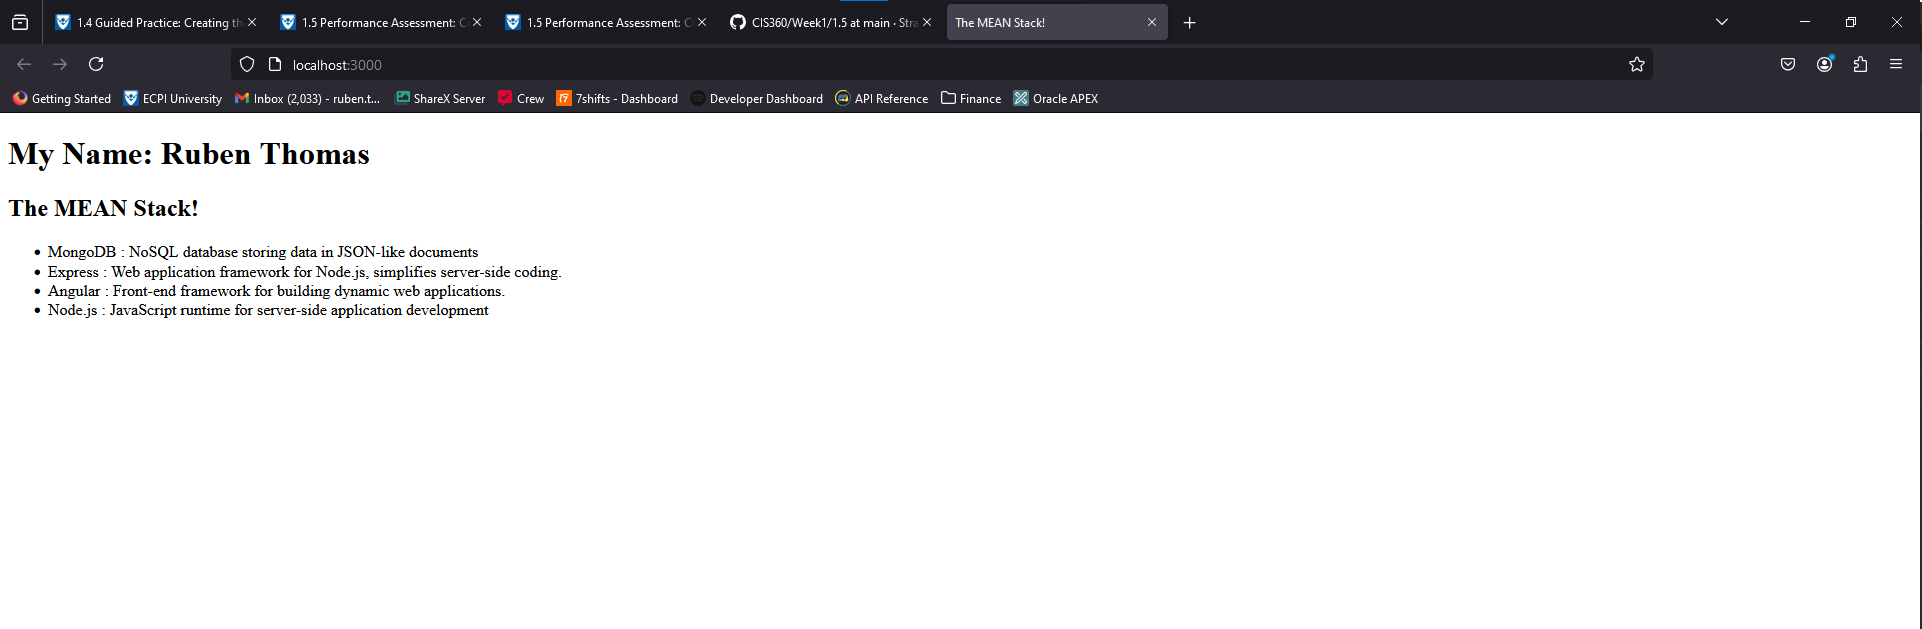 1.4 Guided Practice: Creating th
1.5 Performance Assessment: C
1.5 Performance Assessment: C
CIS360/Week1/1.5 at main · Stra
The MEAN Stack!
localhost:3000
Getting Started
ECPI University
Inbox (2,033) - ruben.t...
ShareX Server
Crew
7shifts - Dashboard
Developer Dashboard
API Reference
Finance
Oracle APEX
My Name: Ruben Thomas
The MEAN Stack!
• MongoDB : NoSQL database storing data in JSON-like documents
• Express : Web application framework for Node.js, simplifies server-side coding.
• Angular : Front-end framework for building dynamic web applications.
• Node.js : JavaScript runtime for server-side application development